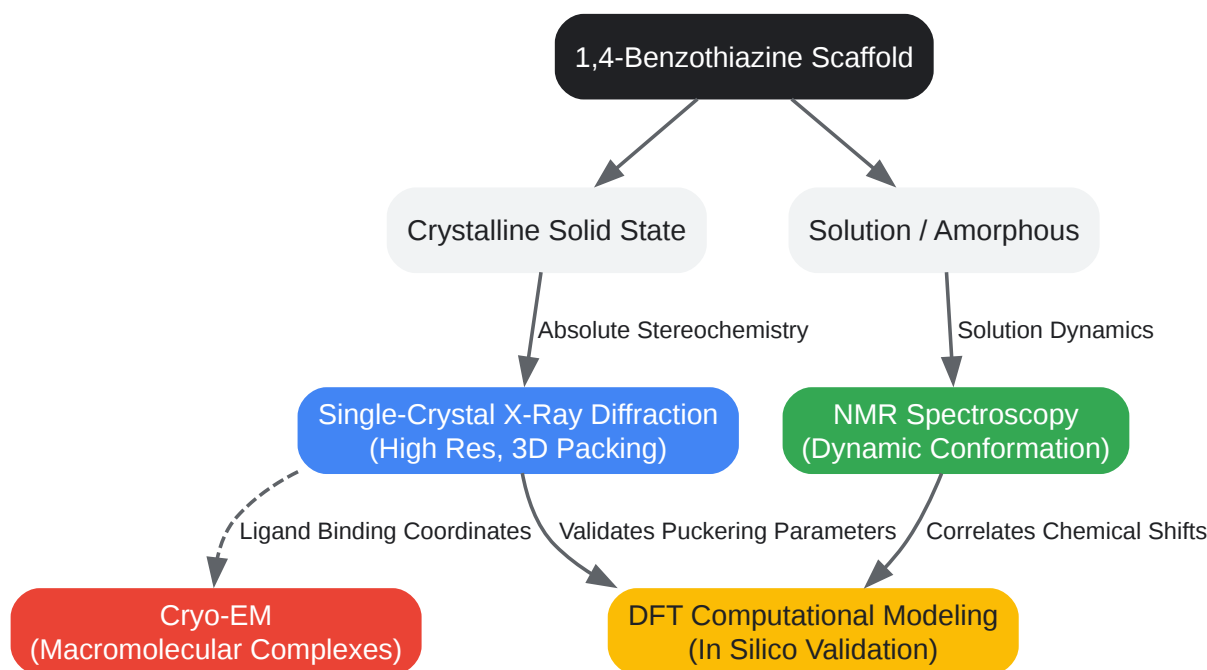 1,4-Benzothiazine Scaffold
Crystalline Solid State
Solution / Amorphous
Absolute Stereochemistry
Solution Dynamics
Single-Crystal X-Ray Diffraction
(High Res, 3D Packing)
NMR Spectroscopy
(Dynamic Conformation)
Ligand Binding Coordinates
Validates Puckering Parameters
Correlates Chemical Shifts
Cryo-EM
(Macromolecular Complexes)
DFT Computational Modeling
(In Silico Validation)